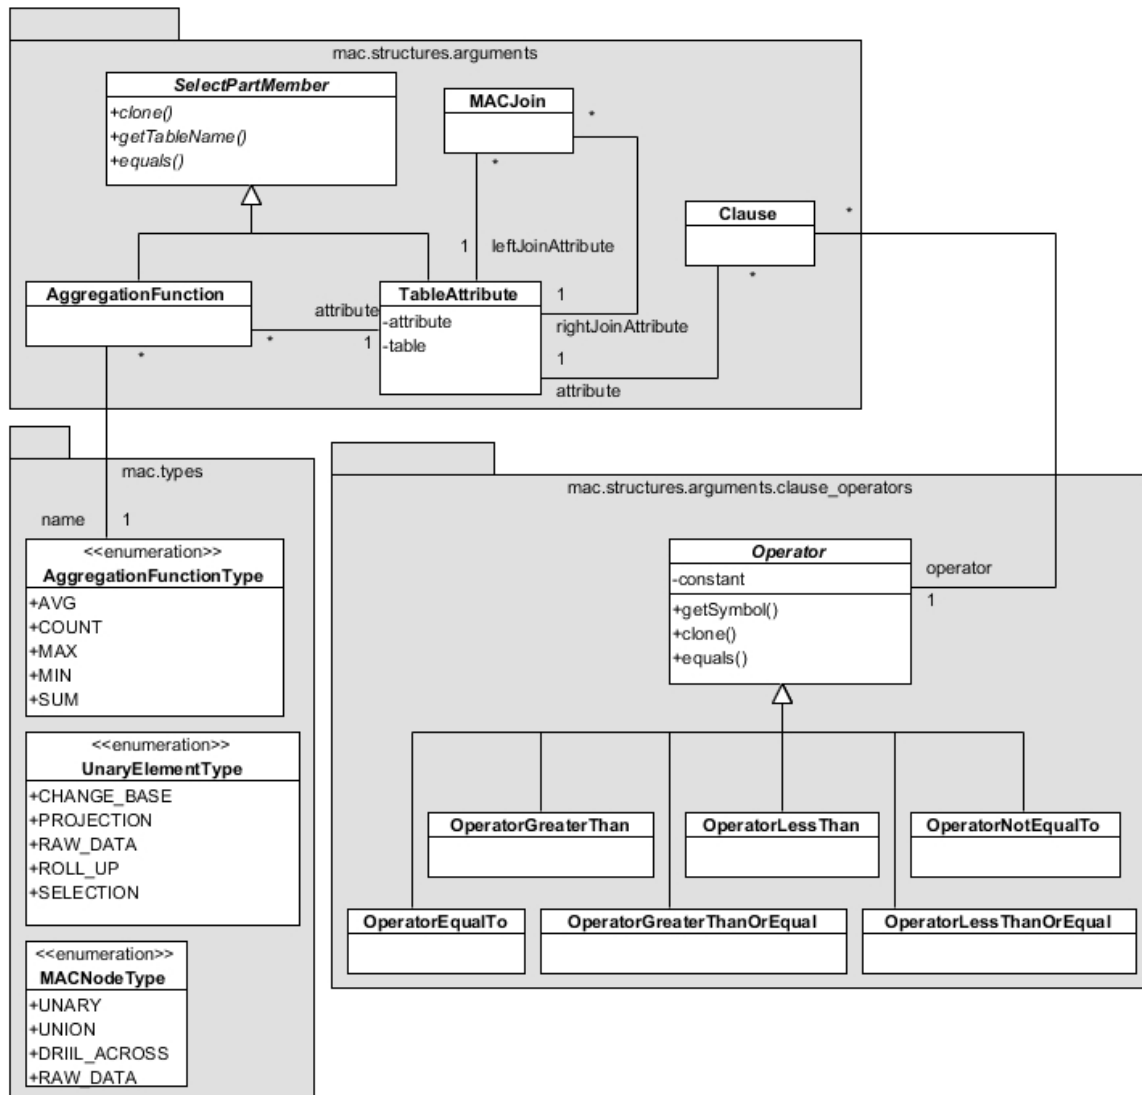 mac.structures.arguments
SelectPartMember
+clone()
+getTableName()
+equals()
MACJoin
*
*
1
leftJoinAttribute
Clause
*
*
AggregationFunction
*
*
attribute
1
TableAttribute
-attribute
-table
1
rightJoinAttribute
1
attribute
mac.types
name
1
<<enumeration>>
AggregationFunctionType
+AVG
+COUNT
+MAX
+MIN
+SUM
<<enumeration>>
UnaryElementType
+CHANGE_BASE
+PROJECTION
+RAW_DATA
+ROLL_UP
+SELECTION
<<enumeration>>
MACNodeType
+UNARY
+UNION
+DRIIL_ACROSS
+RAW_DATA
mac.structures.arguments.clause_operators
Operator
-constant
+getSymbol()
+clone()
+equals()
operator
1
OperatorGreaterThan
OperatorLessThan
OperatorNotEqualTo
OperatorEqualTo
OperatorGreaterThanOrEqual
OperatorLessThanOrEqual